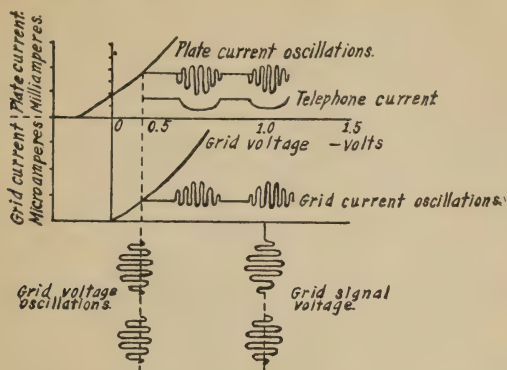 Plate current.
Milliamperes
Grid current
Microamperes
Plate current oscillations.
Telephone current
0 0.5 1.0 1.5
Grid voltage -volts
Grid current oscillations.
Grid voltage
oscillations.
Grid signal
voltage.